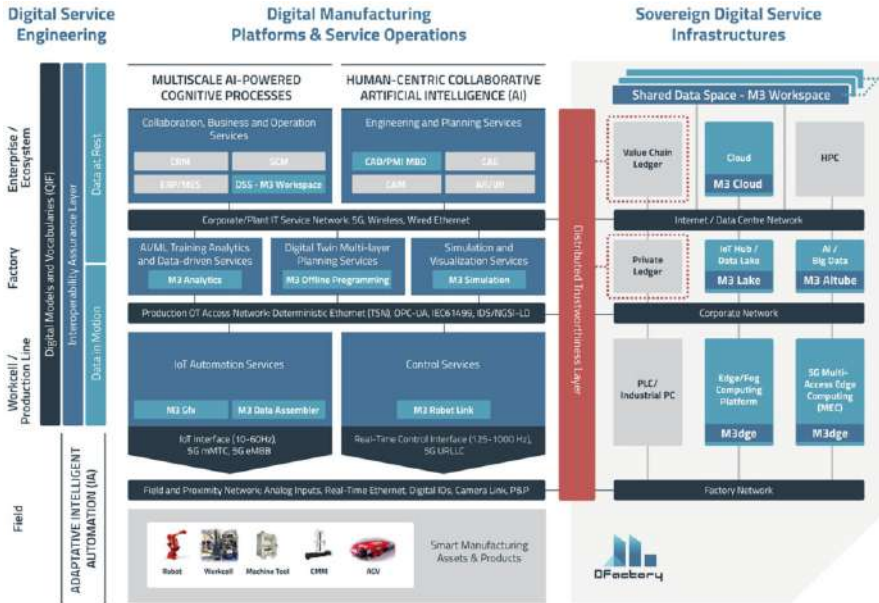 Digital Service
Engineering
Digital Manufacturing
Platforms & Service Operations
Sovereign Digital Service
Infrastructures
Enterprise /
Ecosystem
Factory
Workcell /
Production Line
Field
Digital Models and Vocabularies (QIF)
Interoperability Assurance Layer
Data at Rest
Data in Motion
ADAPTATIVE INTELLIGENT
AUTOMATION (IA)
MULTISCALE AI-POWERED
COGNITIVE PROCESSES
HUMAN-CENTRIC COLLABORATIVE
ARTIFICIAL INTELLIGENCE (AI)
Collaboration, Business and Operation
Services
CRM
SCM
ERP/MES
DSS - M3 Workspace
Engineering and Planning Services
CAD/PMI MBD
CAE
CAM
AR/VR
Corporate/Plant IT Service Network: 5G, Wireless, Wired Ethernet
AI/ML Training Analytics
and Data-driven Services
M3 Analytics
Digital Twin Multi-layer
Planning Services
M3 Offline Programming
Simulation and
Visualization Services
M3 Simulation
Production OT Access Network: Deterministic Ethernet (TSN), OPC-UA, IEC61499, IDS/NGSI-LD
IoT Automation Services
M3 Gfx
M3 Data Assembler
Control Services
M3 Robot Link
IoT Interface (10-60Hz),
5G mMTC, 5G eMBB
Real-Time Control Interface (125-1000 Hz),
5G URLLC
Field and Proximity Network: Analog Inputs, Real-Time Ethernet, Digital IDs, Camera Link, P&P
Robot
Workcell
Machine Tool
CMM
AGV
Smart Manufacturing
Assets & Products
Distributed Trustworthiness Layer
Shared Data Space - M3 Workspace
Value Chain
Ledger
Cloud
M3 Cloud
HPC
Internet / Data Centre Network
Private
Ledger
IoT Hub /
Data Lake
M3 Lake
AI /
Big Data
M3 AItube
Corporate Network
PLC/
Industrial PC
Edge/Fog
Computing
Platform
M3dge
5G Multi-
Access Edge
Computing
(MEC)
M3dge
Factory Network
DFactory